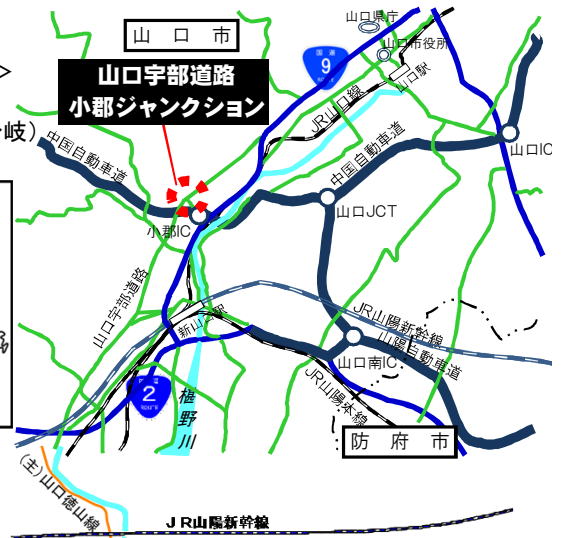 山口県庁
山口市
山口市役所
国道
9
ROUTE
>
山口宇部道路
小郡ジャンクション
山口駅
JR山口線
岐)
中国自動車道
中国自動車道
山口IC
山口JCT
小郡IC
山口宇部道路
新山口駅
JR山陽新幹線
山陽自動車道
山口南IC
JR山陽本線
国道
2
ROUTE
椹野川
防府市
(主)山口徳山線
JR山陽新幹線